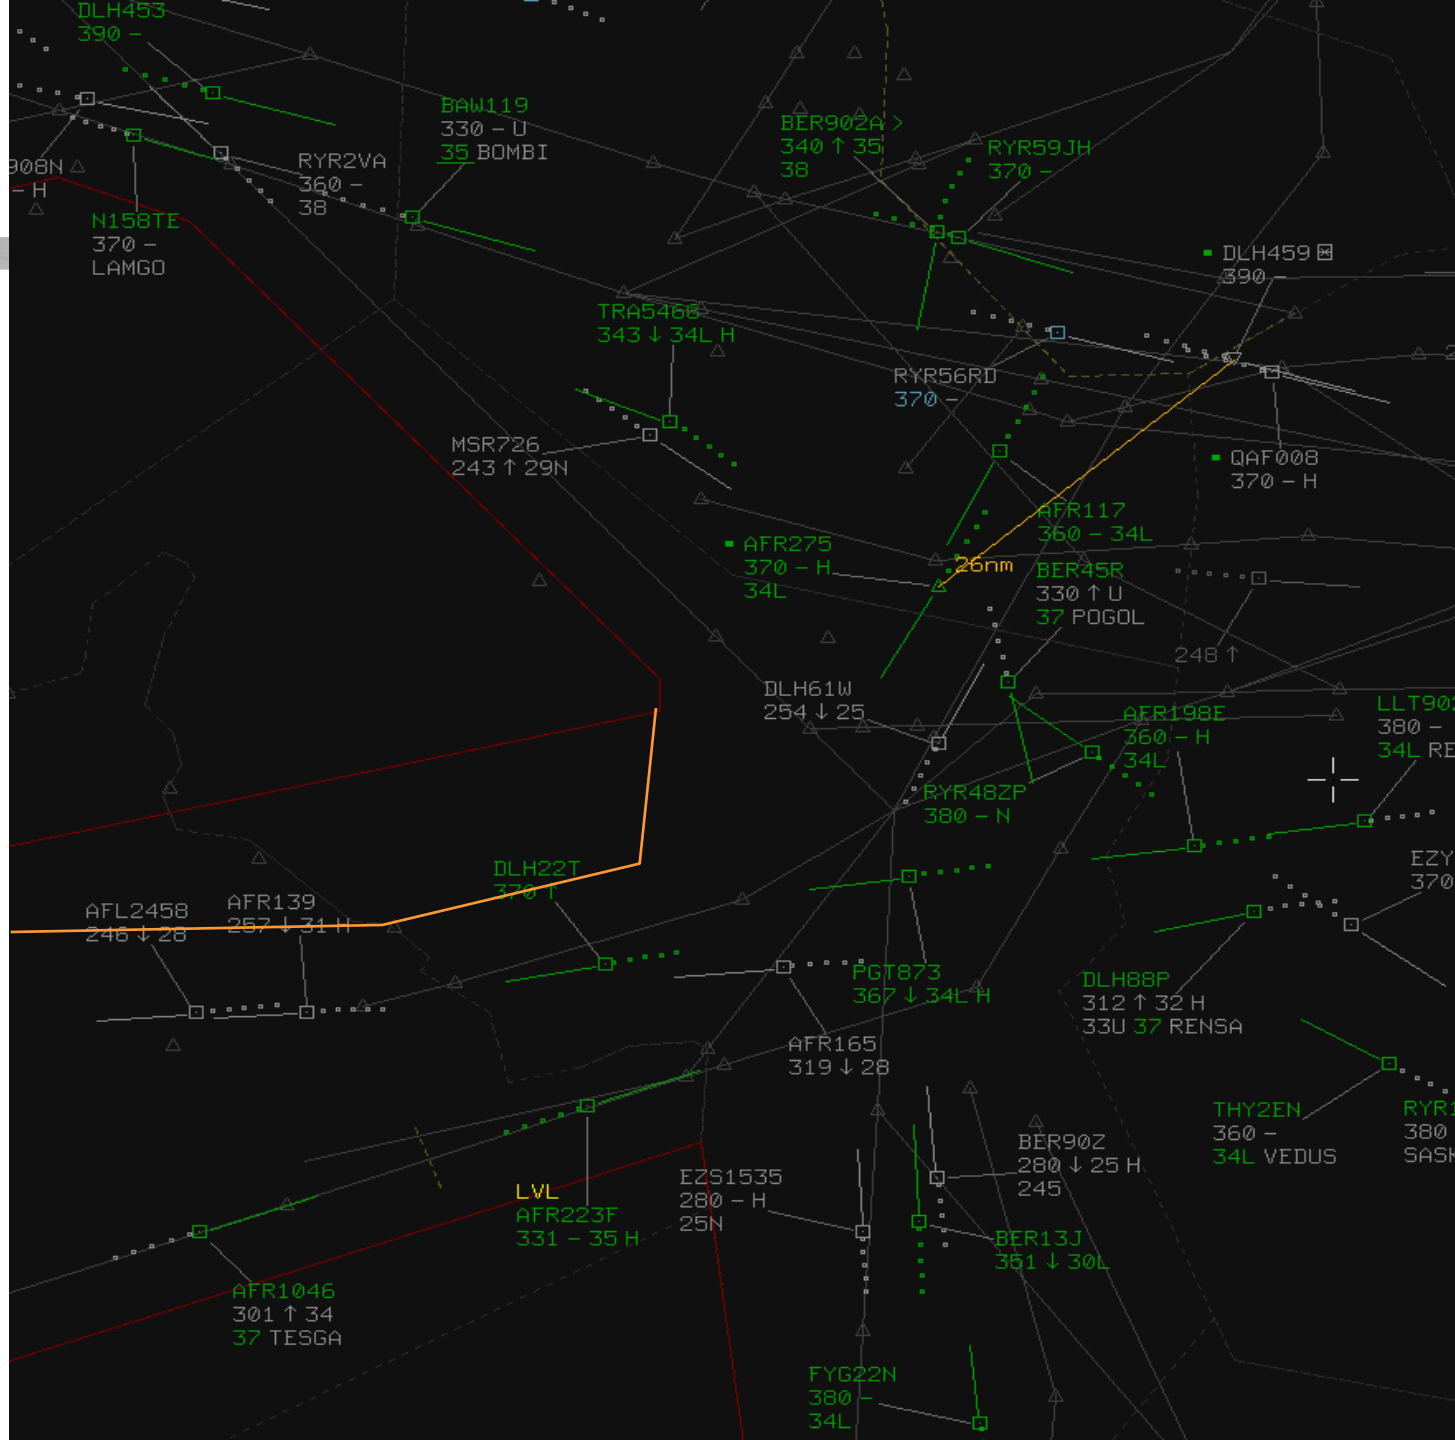 DLH453
390 -
BAW119
330 - U
35 BOMBI
BER902A >
340 ↑ 35
38
RYR59JH
370 -
908N
- H
RYR2VA
360 -
38
N158TE
370 -
LAMGO
DLH459
390 -
TRA5466
343 ↓ 34L H
RYR56RD
370 -
MSR726
243 ↑ 29N
QAF008
370 - H
AFR117
360 - 34L
AFR275
370 - H
34L
26nm
BER45R
330 ↑ U
37 POGOL
248 ↑
DLH61W
254 ↓ 25
AFR198E
360 - H
34L
LLT90
380 -
34L RE
RYR48ZP
380 - N
EZY
370
DLH22T
370 ↑
AFL2458
246 ↓ 28
AFR139
257 ↓ 31 H
PGT873
367 ↓ 34L H
DLH88P
312 ↑ 32 H
33U 37 RENSA
AFR165
319 ↓ 28
THY2EN
360 -
34L VEDUS
RYR1
380
SASK
BER90Z
280 ↓ 25 H
245
EZS1535
280 - H
25N
LVL
AFR223F
331 - 35 H
BER13J
351 ↓ 30L
AFR1046
301 ↑ 34
37 TESGA
FYG22N
380 -
34L